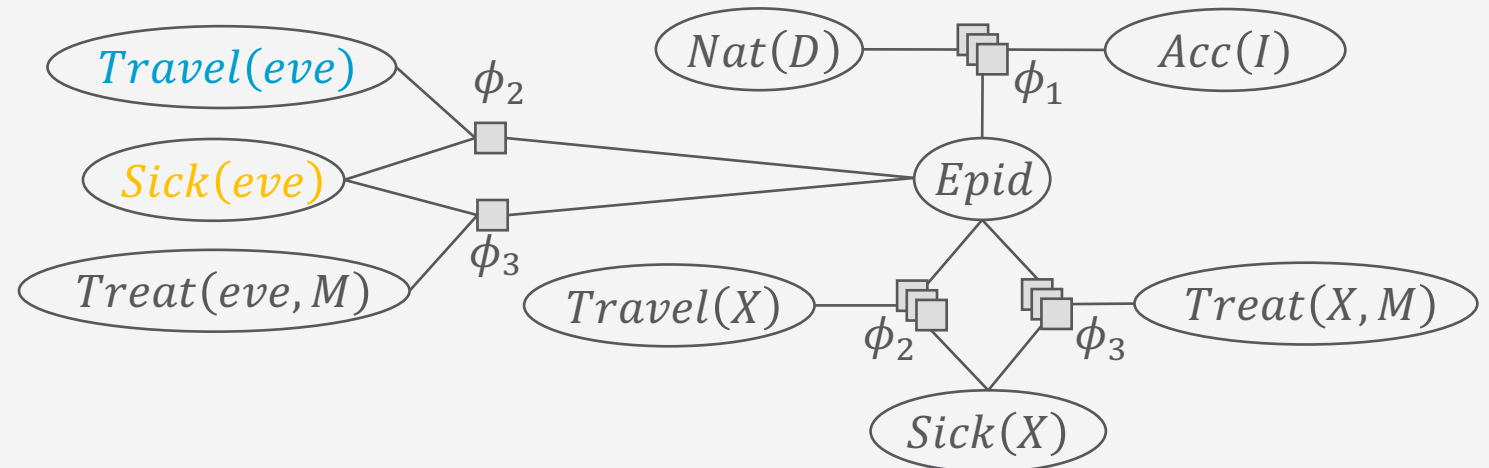 Travel(eve)
Sick(eve)
Treat(eve, M)
ϕ₂
ϕ₃
Nat(D)
ϕ₁
Acc(I)
Epid
Travel(X)
ϕ₂
ϕ₃
Treat(X, M)
Sick(X)